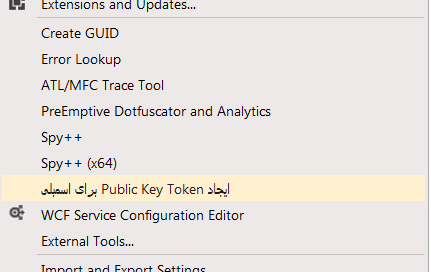 Extensions and Updates...
Create GUID
Error Lookup
ATL/MFC Trace Tool
PreEmptive Dotfuscator and Analytics
Spy++
Spy++ (x64)
ایجاد Public Key Token برای اسمبلی
WCF Service Configuration Editor
External Tools...
Import and Export Settings